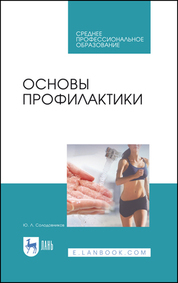 СРЕДНЕЕ
ПРОФЕССИОНАЛЬНОЕ
ОБРАЗОВАНИЕ
ОСНОВЫ
ПРОФИЛАКТИКИ
Ю. Л. Солодовников
ЛАНЬ
E.LANBOOK.COM